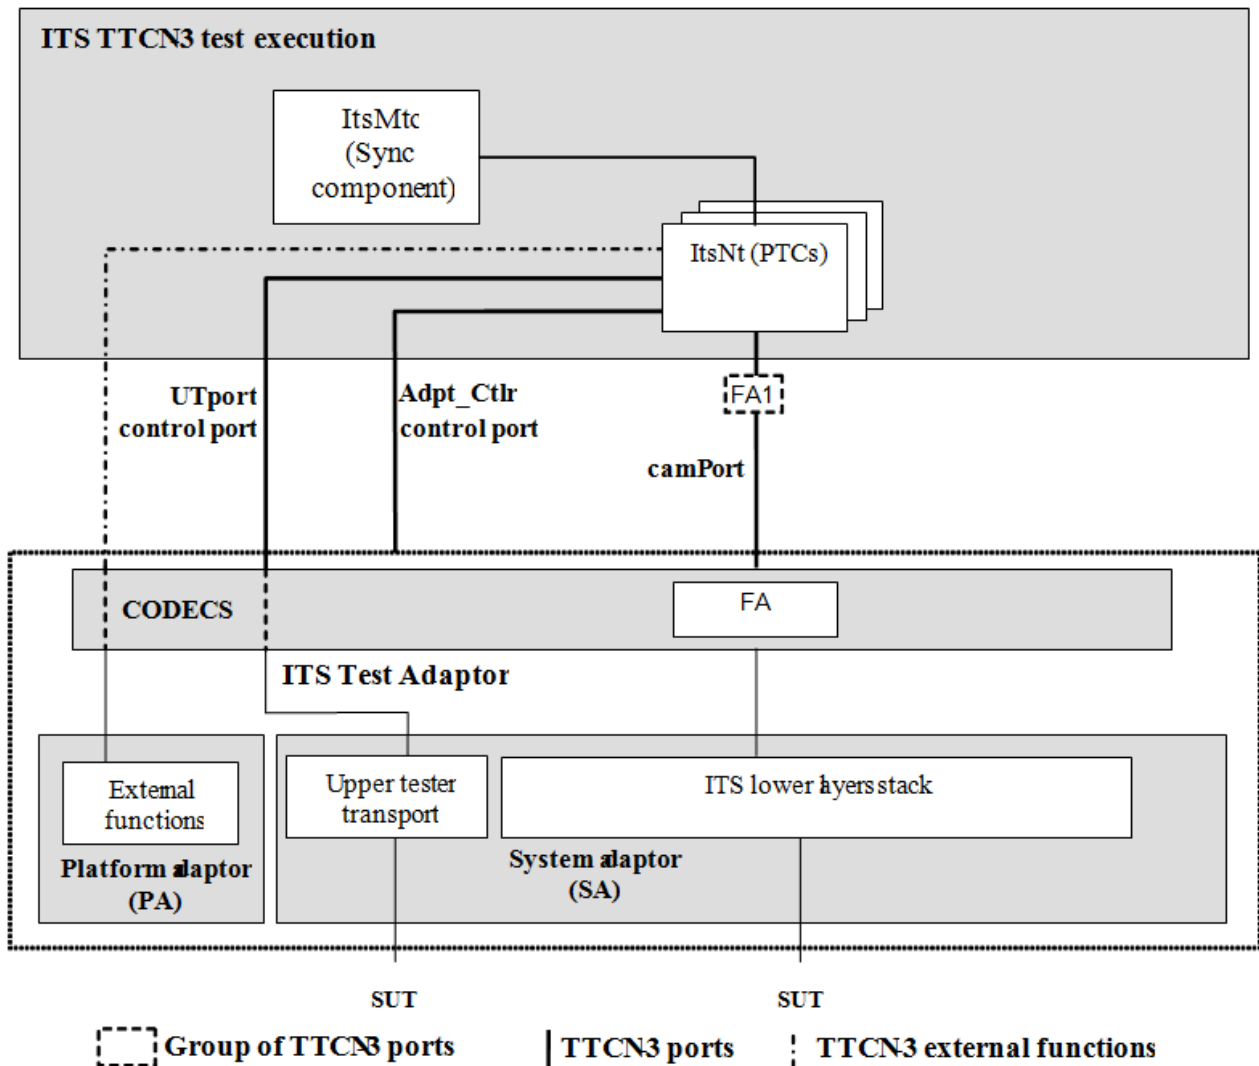 ITS TTCN3 test execution
ItsMtc
(Sync
component)
ItsNt (PTCs)
UTport
control port
Adpt_Ctlr
control port
FA1
camPort
CODECS
FA
ITS Test Adaptor
External
functions
Platform adaptor
(PA)
Upper tester
transport
ITS lower layers stack
System adaptor
(SA)
SUT
SUT
Group of TTCN3 ports
TTCN3 ports
TTCN3 external functions